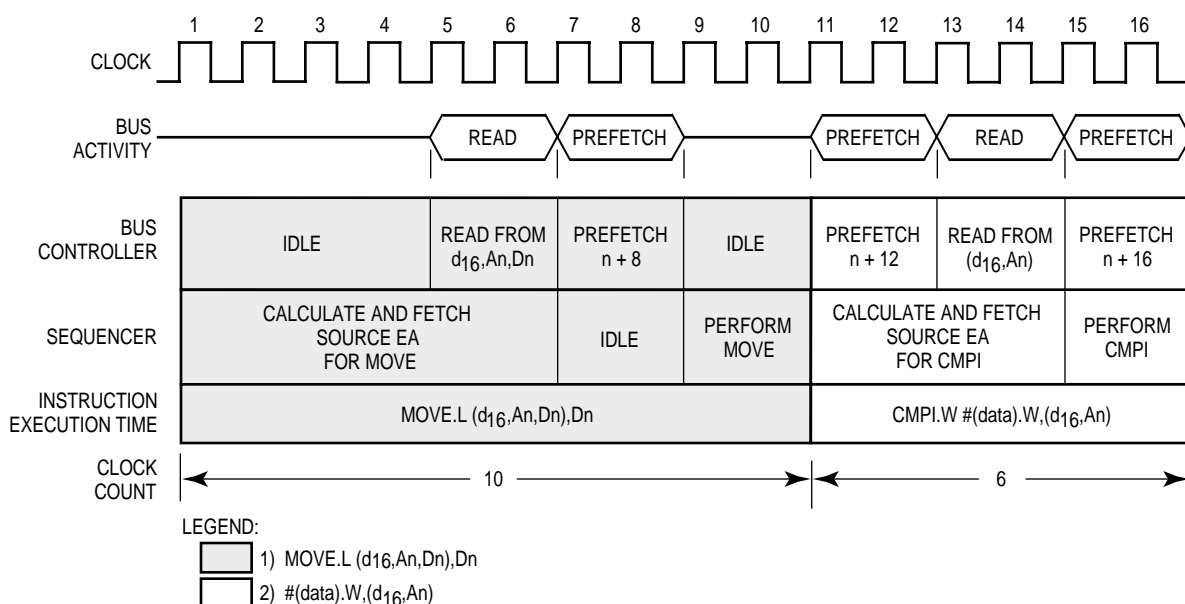 1 2 3 4 5 6 7 8 9 10 11 12 13 14 15 16
CLOCK
BUS
ACTIVITY
READ PREFETCH PREFETCH READ PREFETCH
BUS
CONTROLLER
IDLE
READ FROM
d16,An,Dn
PREFETCH
n + 8
IDLE
PREFETCH
n + 12
READ FROM
(d16,An)
PREFETCH
n + 16
SEQUENCER
CALCULATE AND FETCH
SOURCE EA
FOR MOVE
IDLE
PERFORM
MOVE
CALCULATE AND FETCH
SOURCE EA
FOR CMPI
PERFORM
CMPI
INSTRUCTION
EXECUTION TIME
MOVE.L (d16,An,Dn),Dn
CMPI.W #(data).W,(d16,An)
CLOCK
COUNT
10
6
LEGEND:
1) MOVE.L (d16,An,Dn),Dn
2) #(data).W,(d16,An)